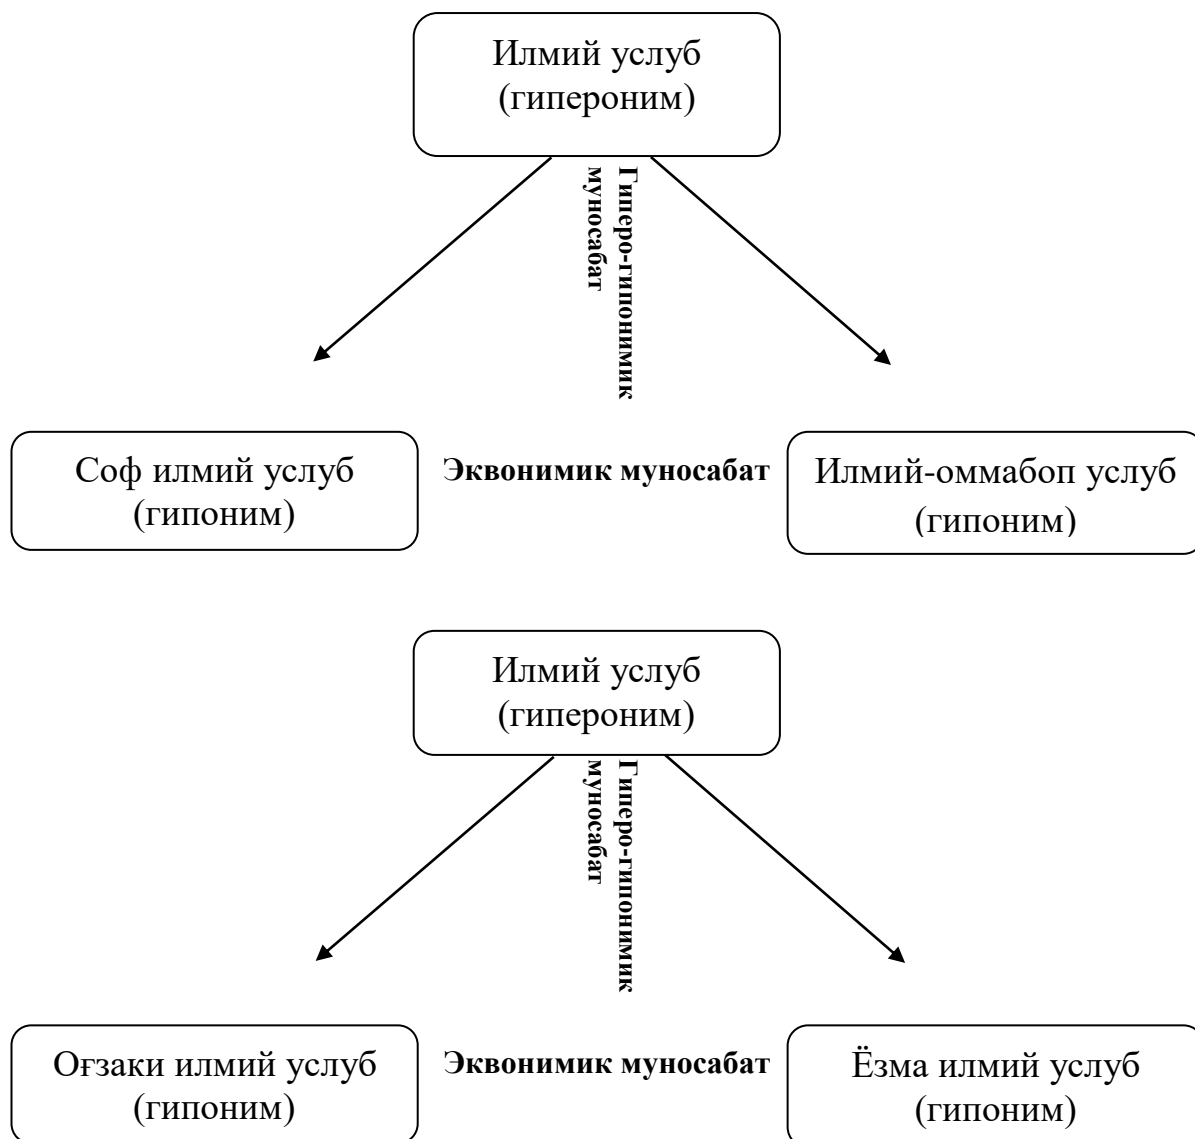 Илмий услуб
(гипероним)
Гиперо-гипонимик
муносабат
Соф илмий услуб
(гипоним)
Эквонимик муносабат
Илмий-оммабоп услуб
(гипоним)
Илмий услуб
(гипероним)
Гиперо-гипонимик
муносабат
Оғзаки илмий услуб
(гипоним)
Эквонимик муносабат
Ёзма илмий услуб
(гипоним)